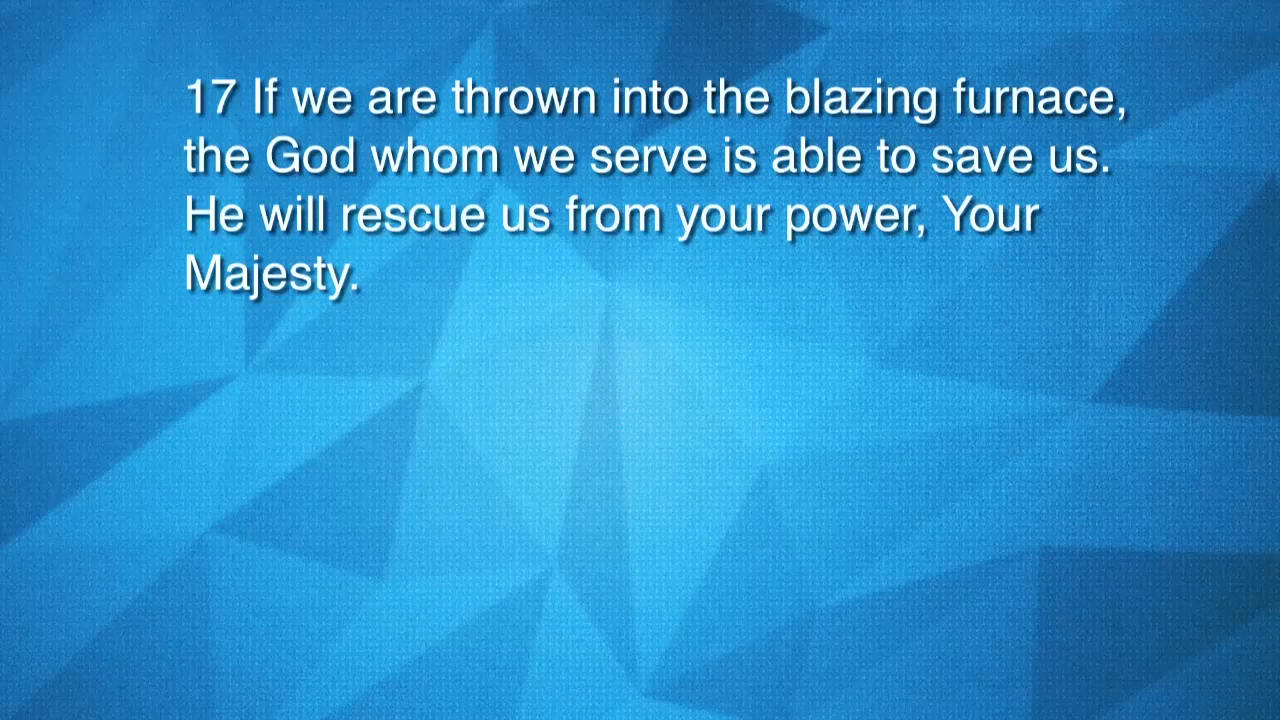 17 If we are thrown into the blazing furnace,
the God whom we serve is able to save us.
He will rescue us from your power, Your
Majesty.